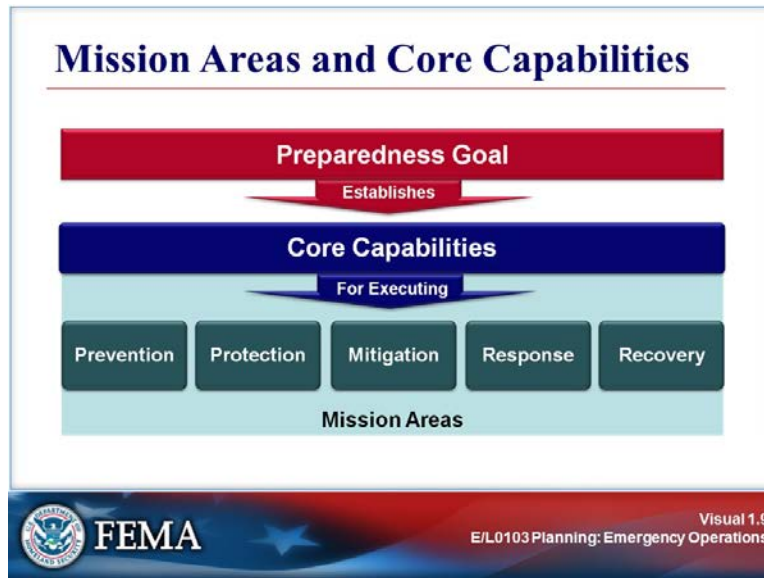 Mission Areas and Core Capabilities
Preparedness Goal
Establishes
Core Capabilities
For Executing
Prevention
Protection
Mitigation
Response
Recovery
Mission Areas
FEMA
Visual 1.9
E/L0103 Planning: Emergency Operations